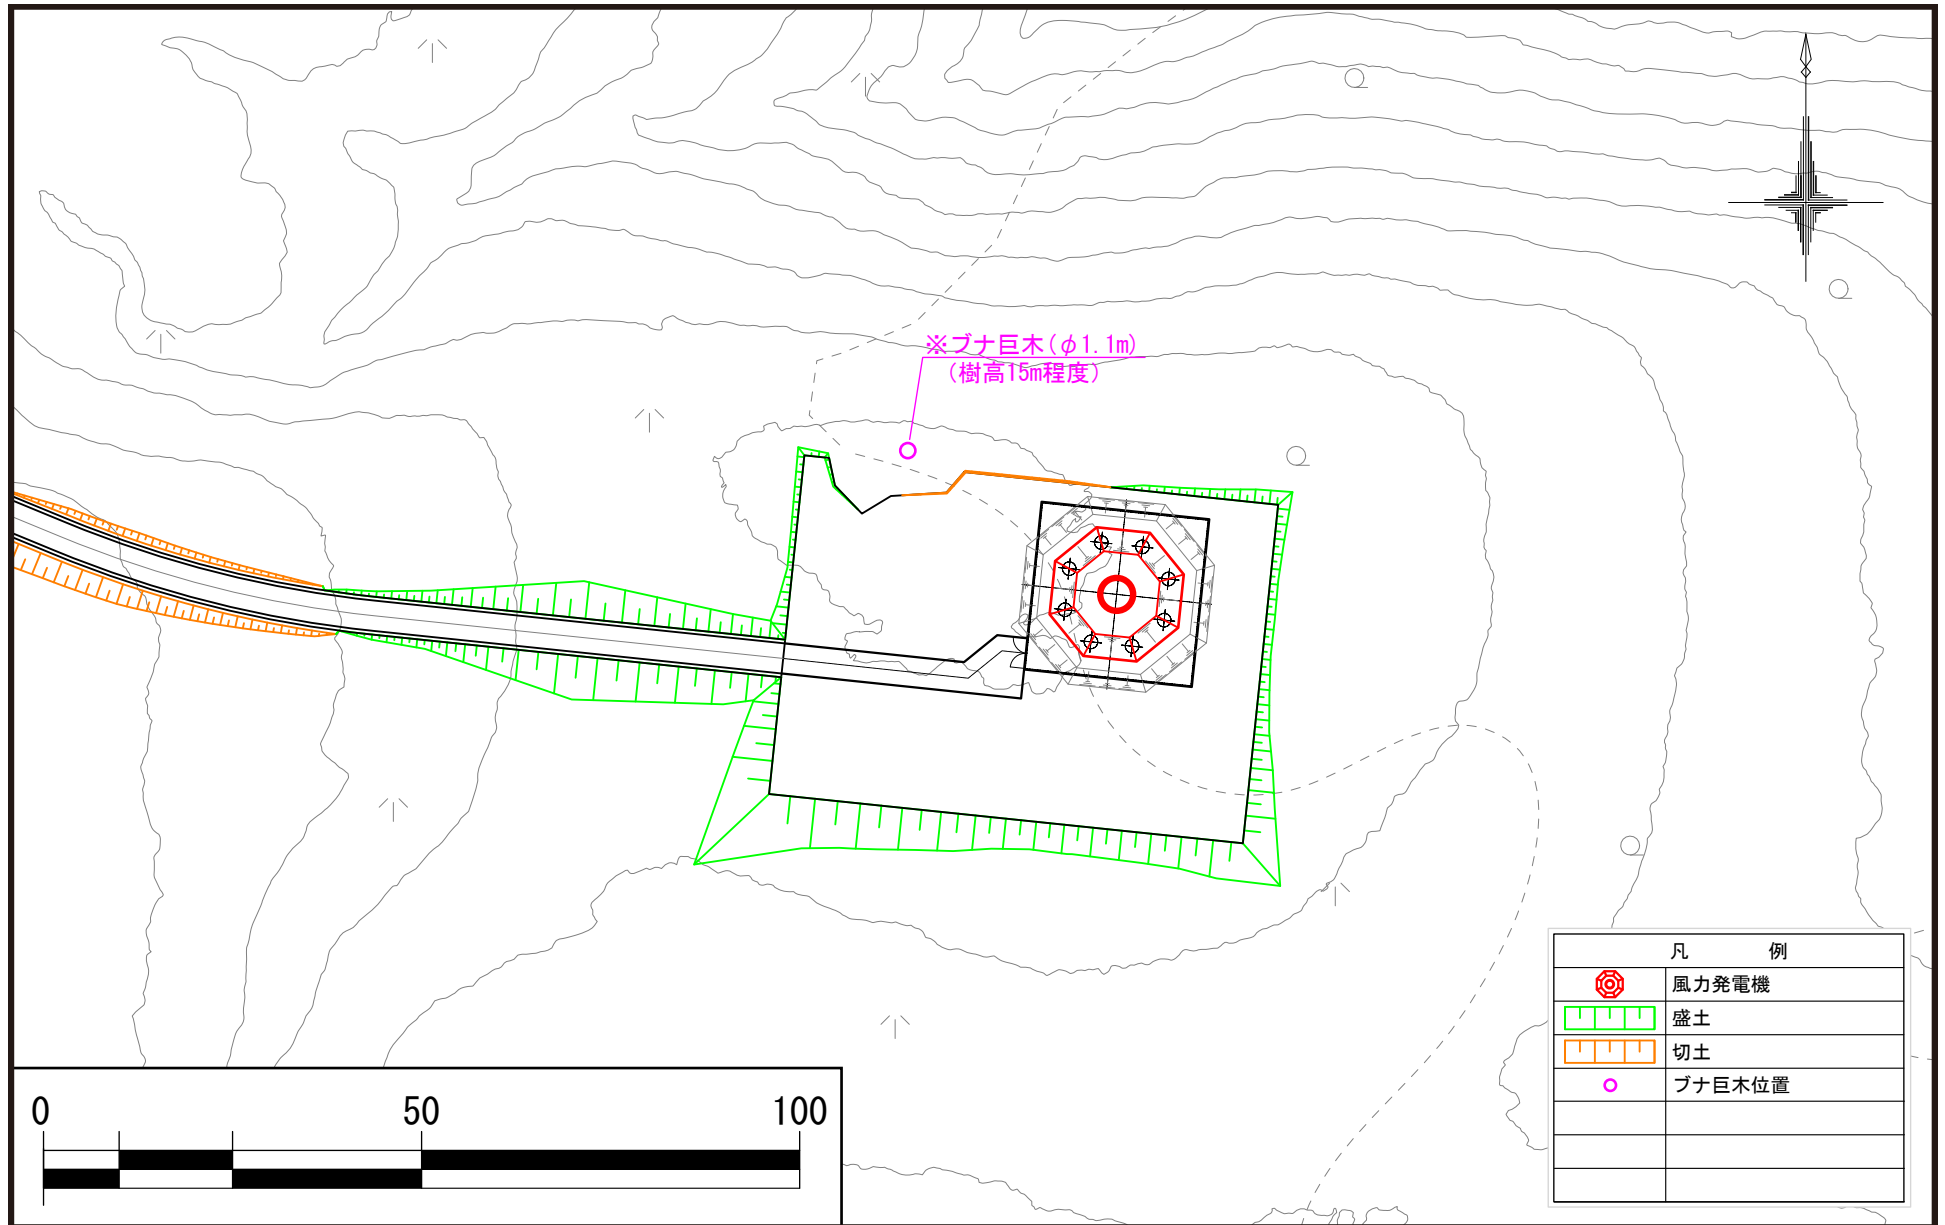 ※ブナ巨木(φ1.1m)
(樹高15m程度)
凡 例
風力発電機
盛土
切土
ブナ巨木位置
0 50 100